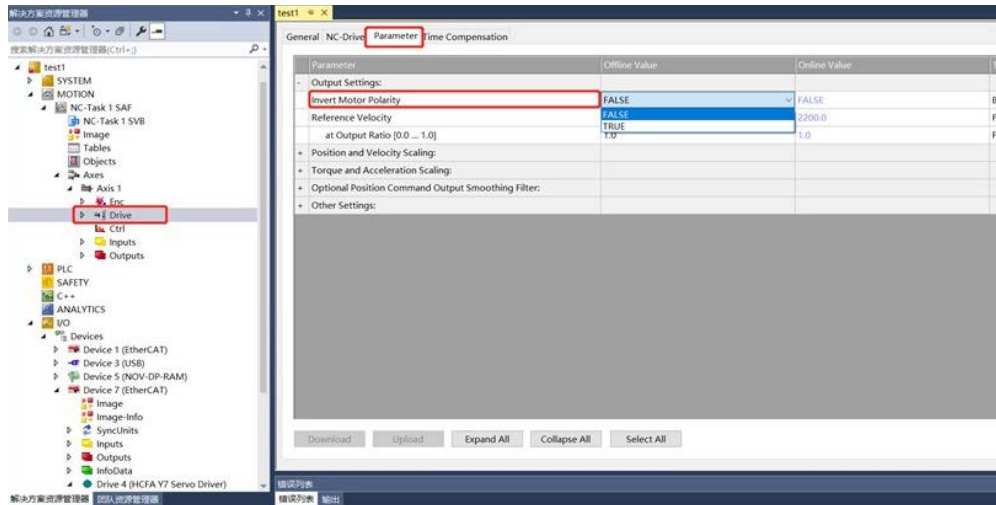 解决方案资源管理器
搜索解决方案资源管理器(Ctrl+;)
test1
SYSTEM
MOTION
NC-Task 1 SAF
NC-Task 1 SVB
Image
Tables
Objects
Axes
Axis 1
Enc
Drive
Ctrl
Inputs
Outputs
PLC
SAFETY
C++
ANALYTICS
I/O
Devices
Device 1 (EtherCAT)
Device 3 (USB)
Device 5 (NOV-DP-RAM)
Device 7 (EtherCAT)
Image
Image-Info
SyncUnits
Inputs
Outputs
InfoData
Drive 4 (HCFA Y7 Servo Driver)
解决方案资源管理器 团队资源管理器
test1
General NC-Drive Parameter Time Compensation
Parameter Offline Value Online Value
- Output Settings:
Invert Motor Polarity FALSE FALSE
Reference Velocity FALSE 2200.0
TRUE
at Output Ratio [0.0 ... 1.0] 1.0 1.0
+ Position and Velocity Scaling:
+ Torque and Acceleration Scaling:
+ Optional Position Command Output Smoothing Filter:
+ Other Settings:
Download Upload Expand All Collapse All Select All
错误列表
错误列表 输出